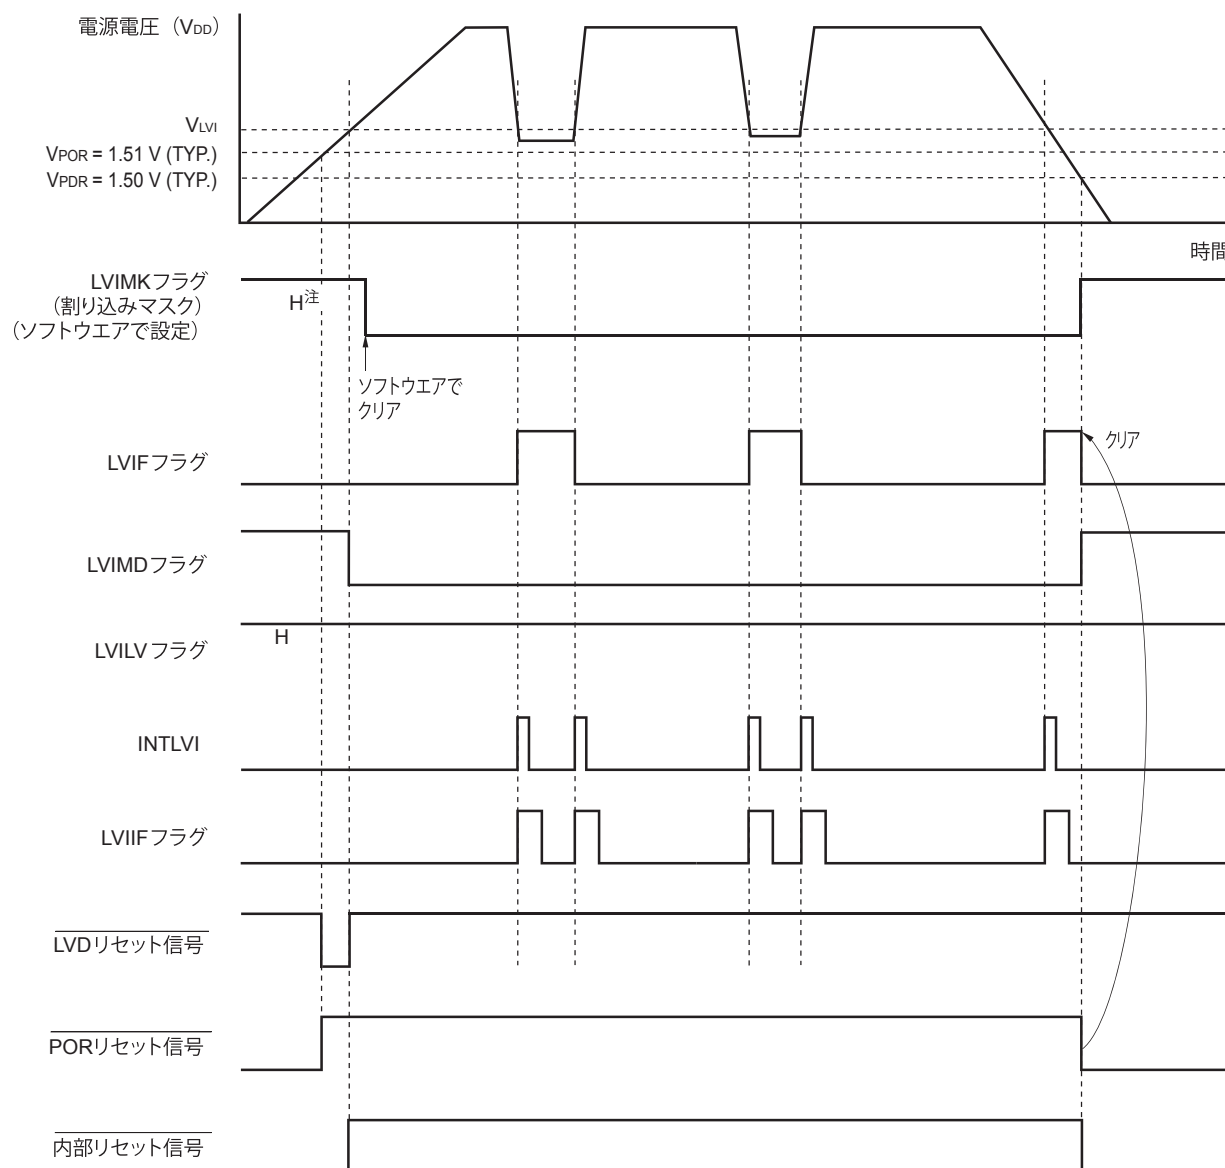 電源電圧（VDD）
VLVI
VPOR = 1.51 V (TYP.)
VPDR = 1.50 V (TYP.)
時間
LVIMKフラグ
（割り込みマスク）
（ソフトウエアで設定）
H注
ソフトウエアで
クリア
LVIFフラグ
クリア
LVIMDフラグ
H
LVILVフラグ
INTLVI
LVIIFフラグ
LVDリセット信号
PORリセット信号
内部リセット信号